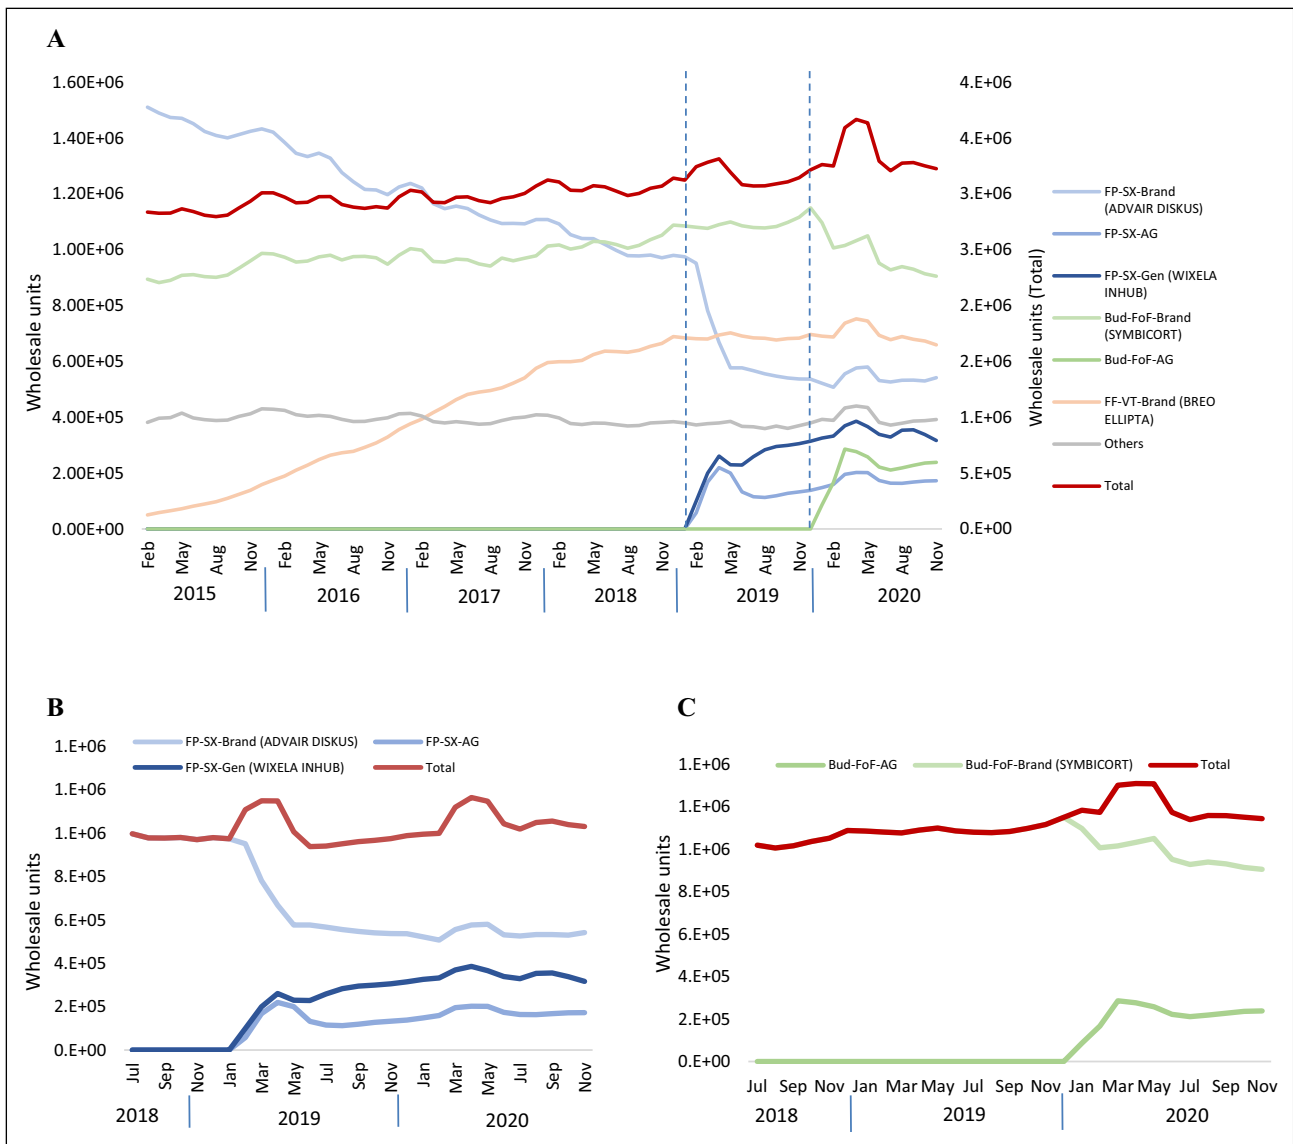 A
1.60E+06
1.40E+06
1.20E+06
1.00E+06
8.00E+05
6.00E+05
4.00E+05
2.00E+05
0.00E+00
Wholesale units
4.E+06
4.E+06
3.E+06
3.E+06
2.E+06
2.E+06
1.E+06
5.E+05
0.E+00
Wholesale units (Total)
FP-SX-Brand
(ADVAIR DISKUS)
FP-SX-AG
FP-SX-Gen (WIXELA
INHUB)
Bud-FoF-Brand
(SYMBICORT)
Bud-FoF-AG
FF-VT-Brand (BREO
ELLIPTA)
Others
Total
Feb May Aug Nov Feb May Aug Nov Feb May Aug Nov Feb May Aug Nov Feb May Aug Nov Feb May Aug Nov
2015 2016 2017 2018 2019 2020
B
FP-SX-Brand (ADVAIR DISKUS) FP-SX-AG
FP-SX-Gen (WIXELA INHUB) Total
1.E+06
1.E+06
1.E+06
8.E+05
6.E+05
4.E+05
2.E+05
0.E+00
Wholesale units
Jul Sep Nov Jan Mar May Jul Sep Nov Jan Mar May Jul Sep Nov
2018 2019 2020
C
Bud-FoF-AG Bud-FoF-Brand (SYMBICORT) Total
1.E+06
1.E+06
1.E+06
8.E+05
6.E+05
4.E+05
2.E+05
0.E+00
Wholesale units
Jul Sep Nov Jan Mar May Jul Sep Nov Jan Mar May Jul Sep Nov
2018 2019 2020